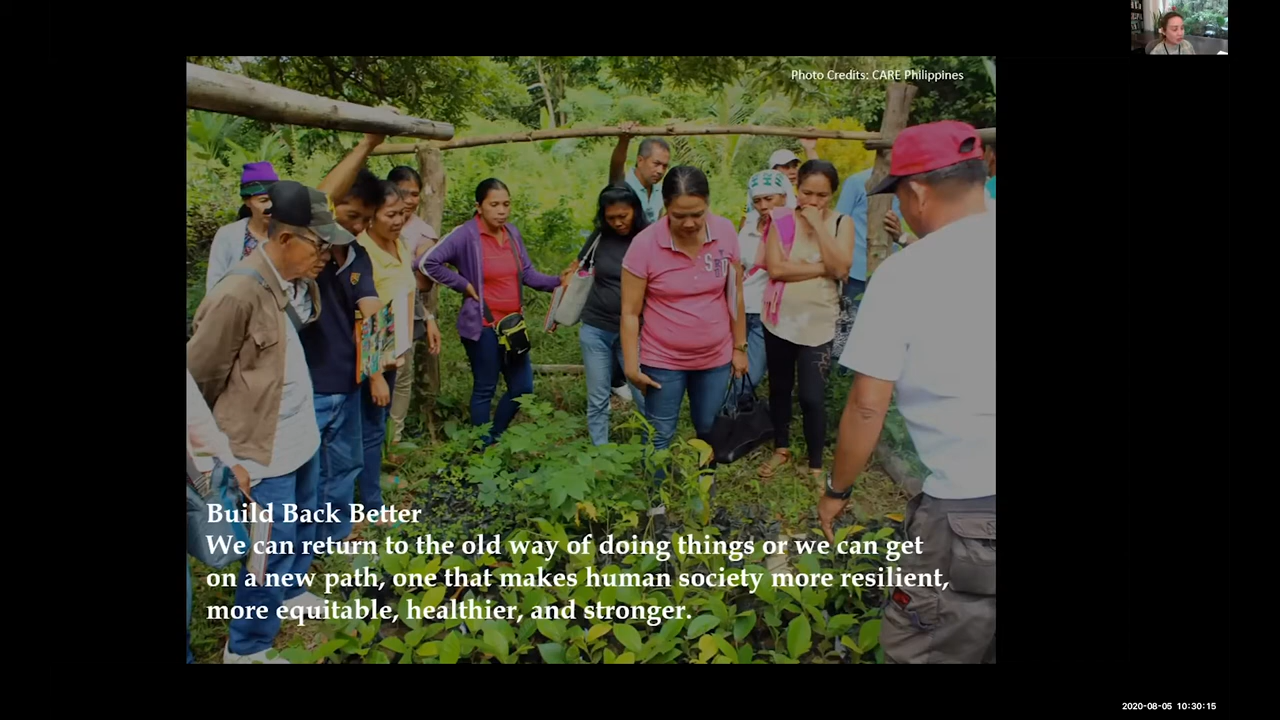 Photo Credits: CARE Philippines
Build Back Better
We can return to the old way of doing things or we can get
on a new path, one that makes human society more resilient,
more equitable, healthier, and stronger.
2020-08-05 10:30:15